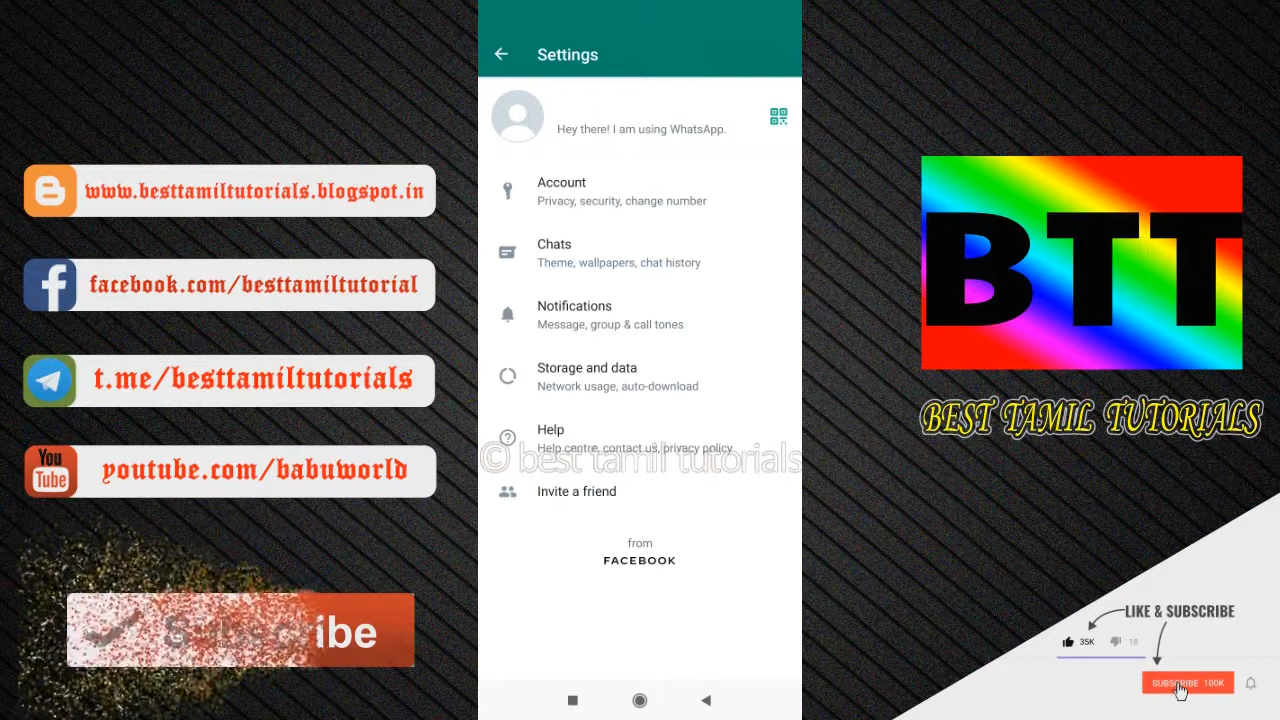 www.besttamiltutorials.blogspot.in
facebook.com/besttamiltutorial
t.me/besttamiltutorials
You
Tube
youtube.com/babuworld
Settings
Hey there! I am using WhatsApp.
Account
Privacy, security, change number
Chats
Theme, wallpapers, chat history
Notifications
Message, group & call tones
Storage and data
Network usage, auto-download
Help
Help centre, contact us, privacy policy
© best tamil tutorials
Invite a friend
from
FACEBOOK
BTT
BEST TAMIL TUTORIALS
LIKE & SUBSCRIBE
35K
18
SUBSCRIBE 100K